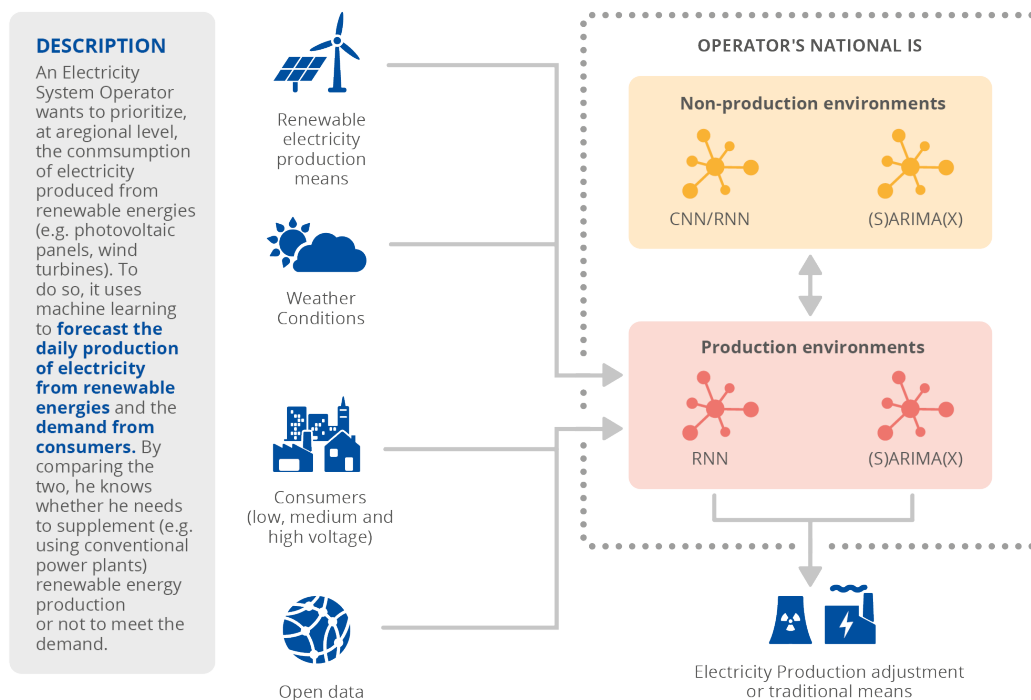 DESCRIPTION
An Electricity
System Operator
wants to prioritize,
at aregional level,
the conmsumption
of electricity
produced from
renewable energies
(e.g. photovoltaic
panels, wind
turbines). To
do so, it uses
machine learning
to forecast the
daily production
of electricity
from renewable
energies and the
demand from
consumers. By
comparing the
two, he knows
whether he needs
to supplement (e.g.
using conventional
power plants)
renewable energy
production
or not to meet the
demand.
Renewable
electricity
production
means
Weather
Conditions
Consumers
(low, medium and
high voltage)
Open data
OPERATOR'S NATIONAL IS
Non-production environments
CNN/RNN
(S)ARIMA(X)
Production environments
RNN
(S)ARIMA(X)
Electricity Production adjustment
or traditional means